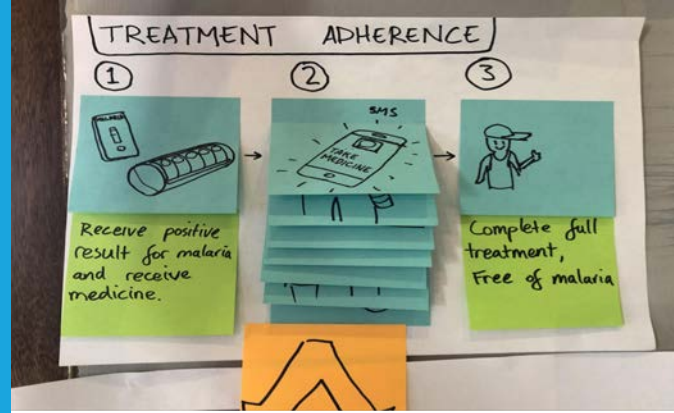 TREATMENT ADHERENCE
1
2
3
SMS
MALARIA
TAKE
MEDICINE
Receive positive
result for malaria
and receive
medicine.
Complete full
treatment,
Free of malaria